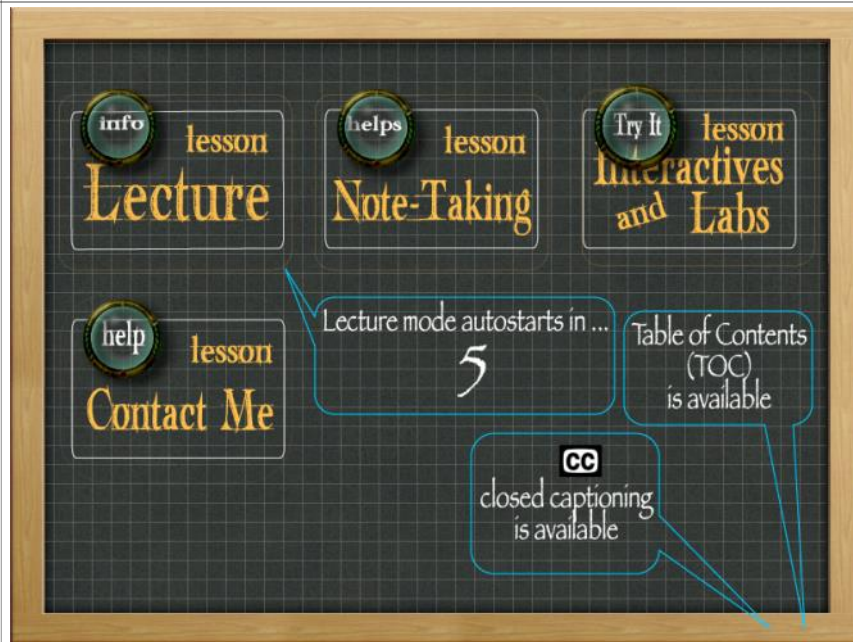 info
lesson
Lecture
helps
lesson
Note-Taking
Try It
lesson
Interactives
and Labs
help
lesson
Contact Me
Lecture mode autostarts in ...
5
Table of Contents
(TOC)
is available
CC
closed captioning
is available